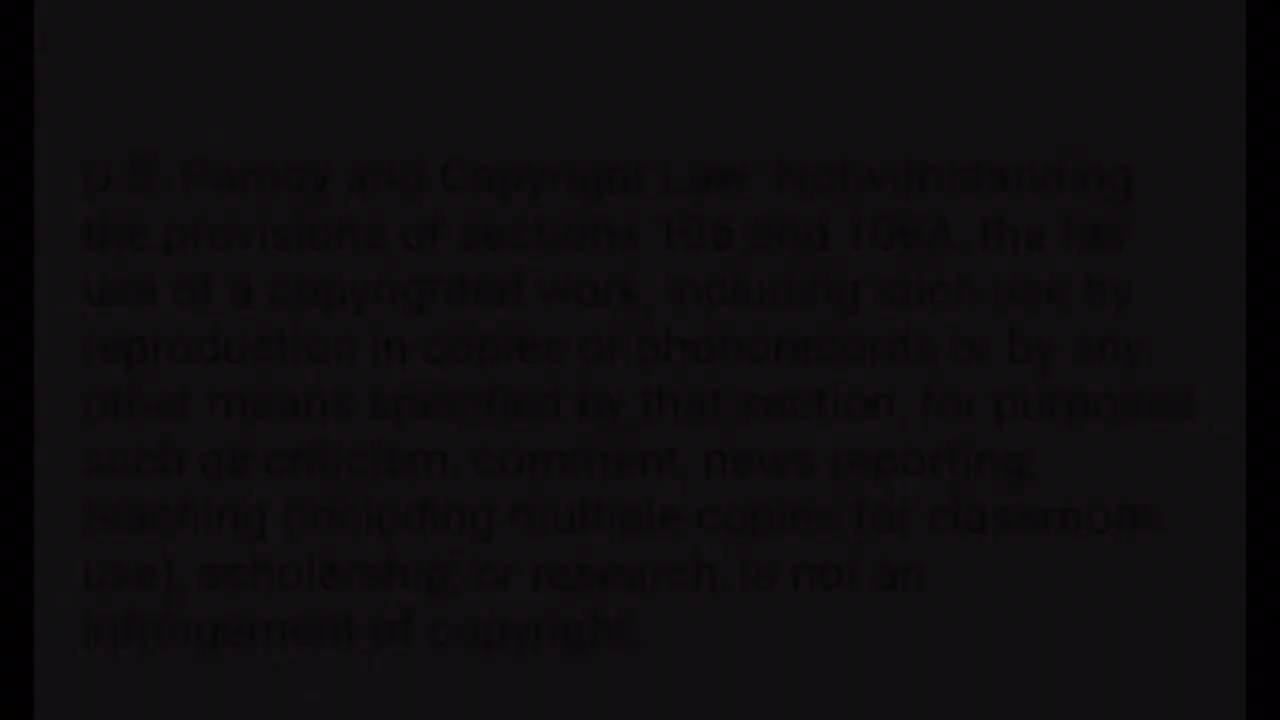 U.S. Parody and Copyright Law: Notwithstanding
the provisions of sections 106 and 106A, the fair
use of a copyrighted work, including such use by
reproduction in copies or phonorecords or by any
other means specified by that section, for purposes
such as criticism, comment, news reporting,
teaching (including multiple copies for classroom
use), scholarship, or research, is not an
infringement of copyright.